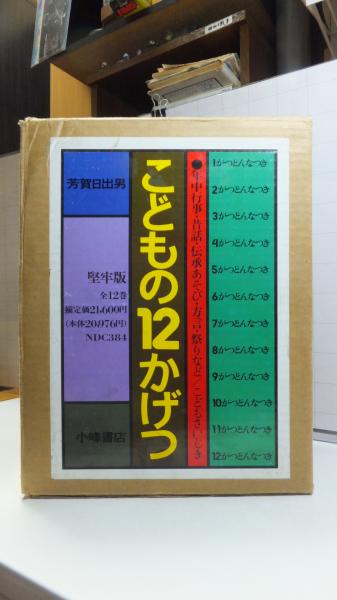 芳賀日出男
堅牢版
全12巻
揃定価21,600円
(本体20,976円)
NDC384
小峰書店
こどもの12かげつ
●年中行事・昔話・伝承あそび・方言・祭りなど/こどもさいじき
1がつどんなつき
2がつどんなつき
3がつどんなつき
4がつどんなつき
5がつどんなつき
6がつどんなつき
7がつどんなつき
8がつどんなつき
9がつどんなつき
10がつどんなつき
11がつどんなつき
12がつどんなつき